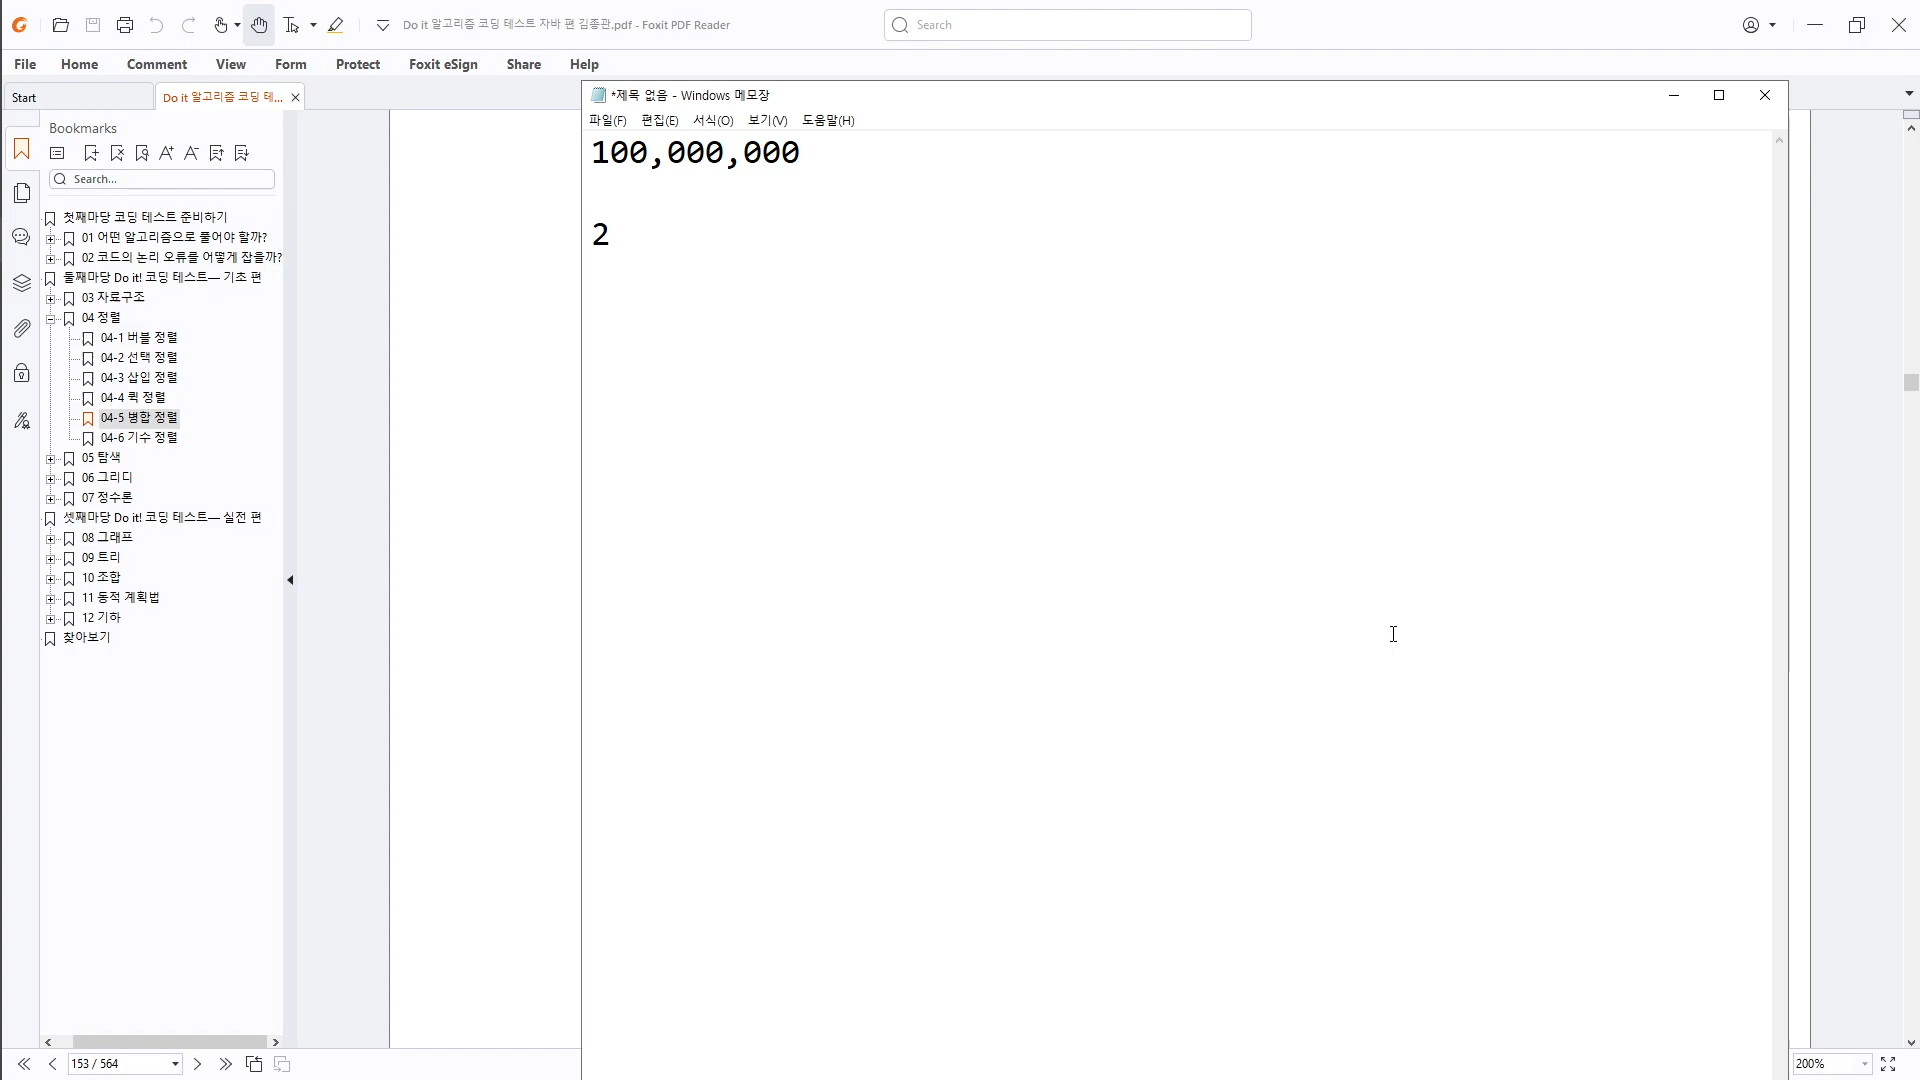 Do it 알고리즘 코딩 테스트 자바 편 김종관.pdf - Foxit PDF Reader
Search
File Home Comment View Form Protect Foxit eSign Share Help
Start
Do it 알고리즘 코딩 테...
*제목 없음 - Windows 메모장
파일(F) 편집(E) 서식(O) 보기(V) 도움말(H)
100,000,000
2
Bookmarks
Search...
첫째마당 코딩 테스트 준비하기
01 어떤 알고리즘으로 풀어야 할까?
02 코드의 논리 오류를 어떻게 잡을까?
둘째마당 Do it! 코딩 테스트— 기초 편
03 자료구조
04 정렬
04-1 버블 정렬
04-2 선택 정렬
04-3 삽입 정렬
04-4 퀵 정렬
04-5 병합 정렬
04-6 기수 정렬
05 탐색
06 그리디
07 정수론
셋째마당 Do it! 코딩 테스트— 실전 편
08 그래프
09 트리
10 조합
11 동적 계획법
12 기하
찾아보기
153 / 564
200%